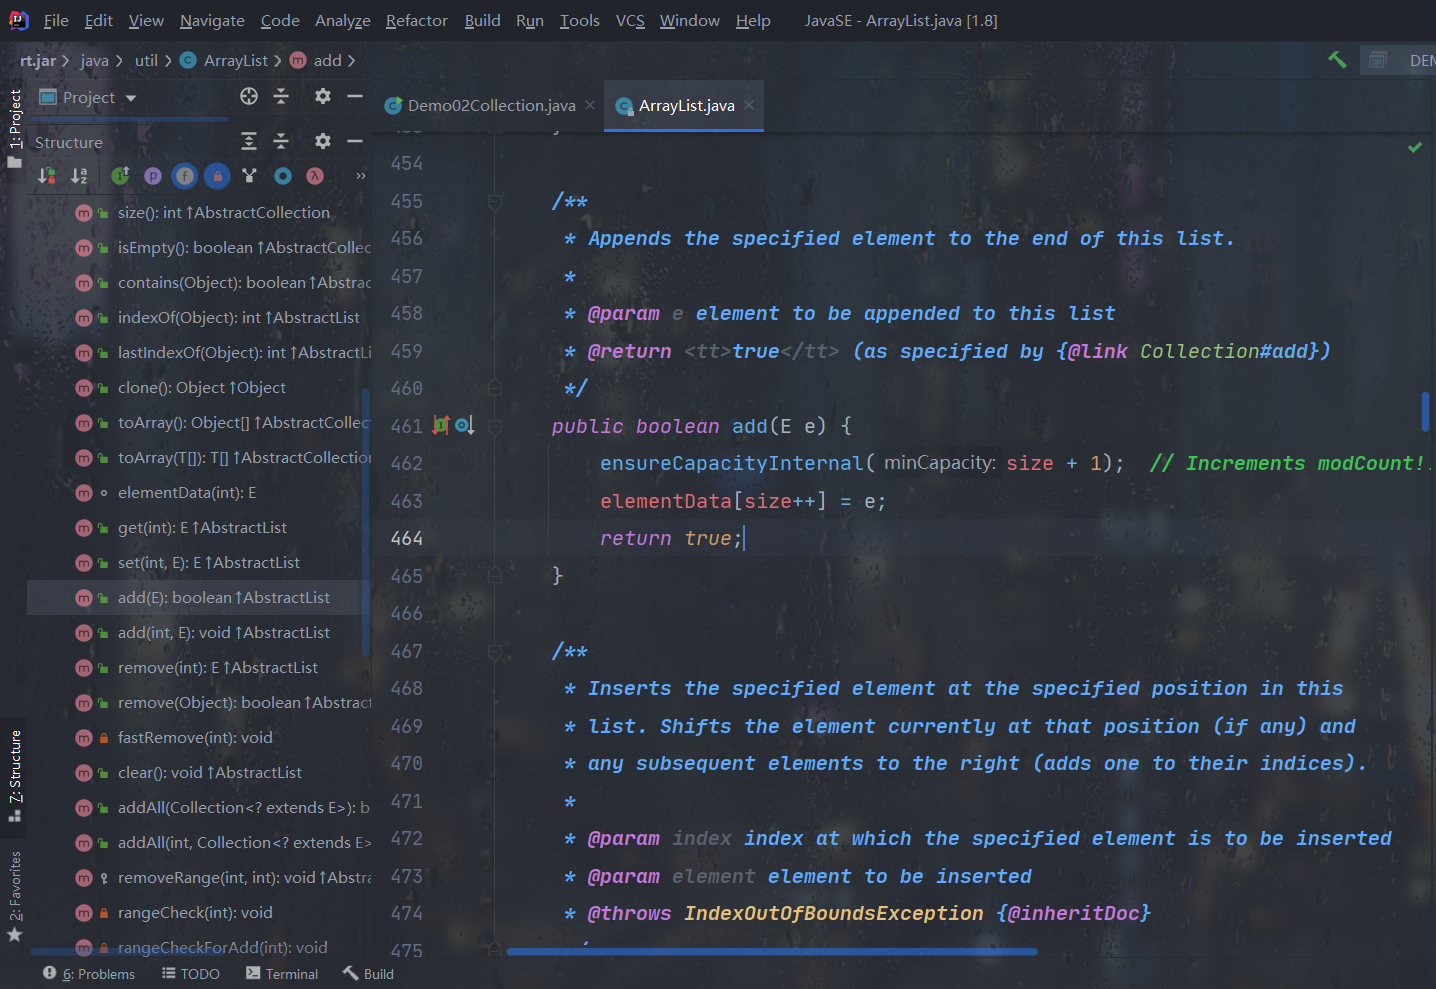 File Edit View Navigate Code Analyze Refactor Build Run Tools VCS Window Help JavaSE - ArrayList.java [1.8]
rt.jar java util ArrayList add
1: Project
Project
Structure
size(): int ↑AbstractCollection
isEmpty(): boolean ↑AbstractCollec
contains(Object): boolean ↑Abstrac
indexOf(Object): int ↑AbstractList
lastIndexOf(Object): int ↑AbstractLi
clone(): Object ↑Object
toArray(): Object[] ↑AbstractCollec
toArray(T[]): T[] ↑AbstractCollection
elementData(int): E
get(int): E ↑AbstractList
set(int, E): E ↑AbstractList
add(E): boolean ↑AbstractList
add(int, E): void ↑AbstractList
remove(int): E ↑AbstractList
remove(Object): boolean ↑Abstract
fastRemove(int): void
clear(): void ↑AbstractList
addAll(Collection<? extends E>): b
addAll(int, Collection<? extends E>
removeRange(int, int): void ↑Abstra
rangeCheck(int): void
rangeCheckForAdd(int): void
7: Structure
2: Favorites
DEM
Demo02Collection.java ArrayList.java
454
455 /**
456 * Appends the specified element to the end of this list.
457 *
458 * @param e element to be appended to this list
459 * @return <tt>true</tt> (as specified by {@link Collection#add})
460 */
461 public boolean add(E e) {
462 ensureCapacityInternal( minCapacity: size + 1);  // Increments modCount!.
463 elementData[size++] = e;
464 return true;
465 }
466
467 /**
468 * Inserts the specified element at the specified position in this
469 * list. Shifts the element currently at that position (if any) and
470 * any subsequent elements to the right (adds one to their indices).
471 *
472 * @param index index at which the specified element is to be inserted
473 * @param element element to be inserted
474 * @throws IndexOutOfBoundsException {@inheritDoc}
475
6: Problems TODO Terminal Build